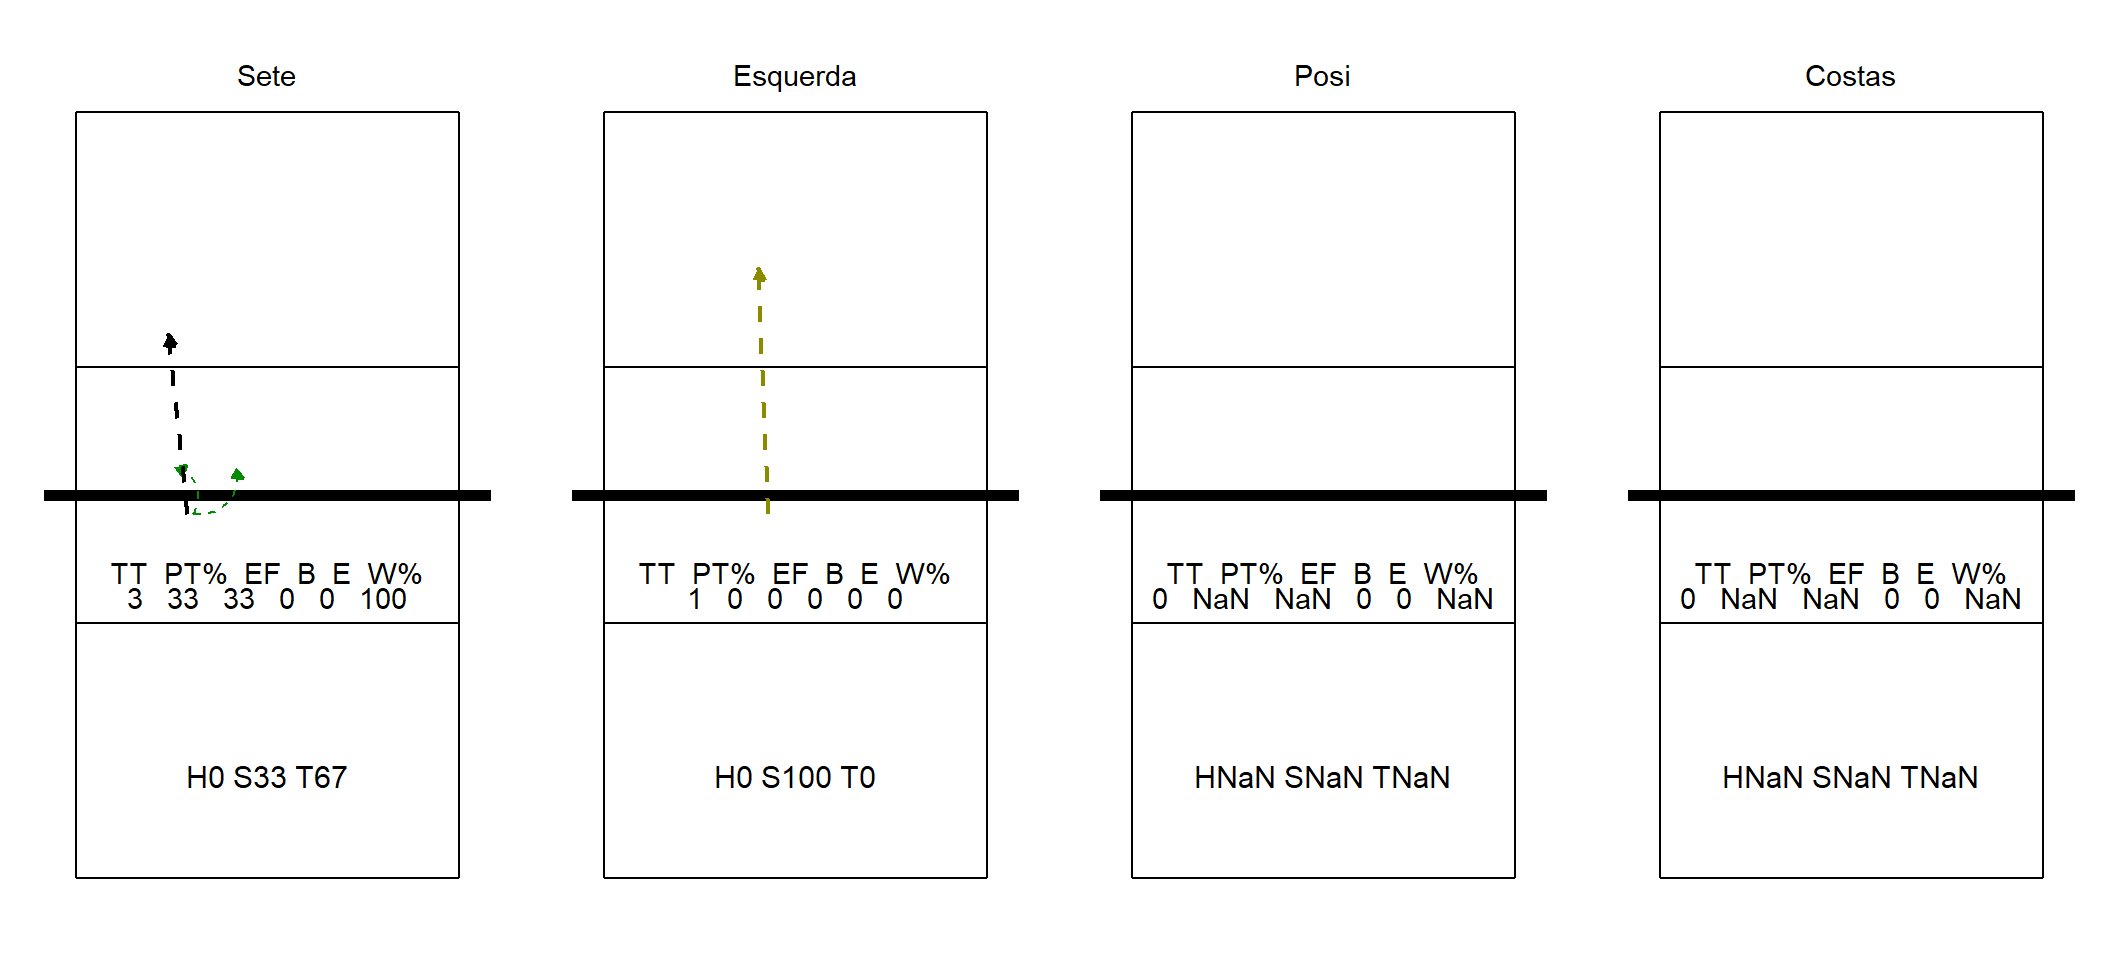 Sete
TT PT% EF B E W%
3 33 33 0 0 100
H0 S33 T67
Esquerda
TT PT% EF B E W%
1 0 0 0 0 0
H0 S100 T0
Posi
TT PT% EF B E W%
0 NaN NaN 0 0 NaN
HNaN SNaN TNaN
Costas
TT PT% EF B E W%
0 NaN NaN 0 0 NaN
HNaN SNaN TNaN